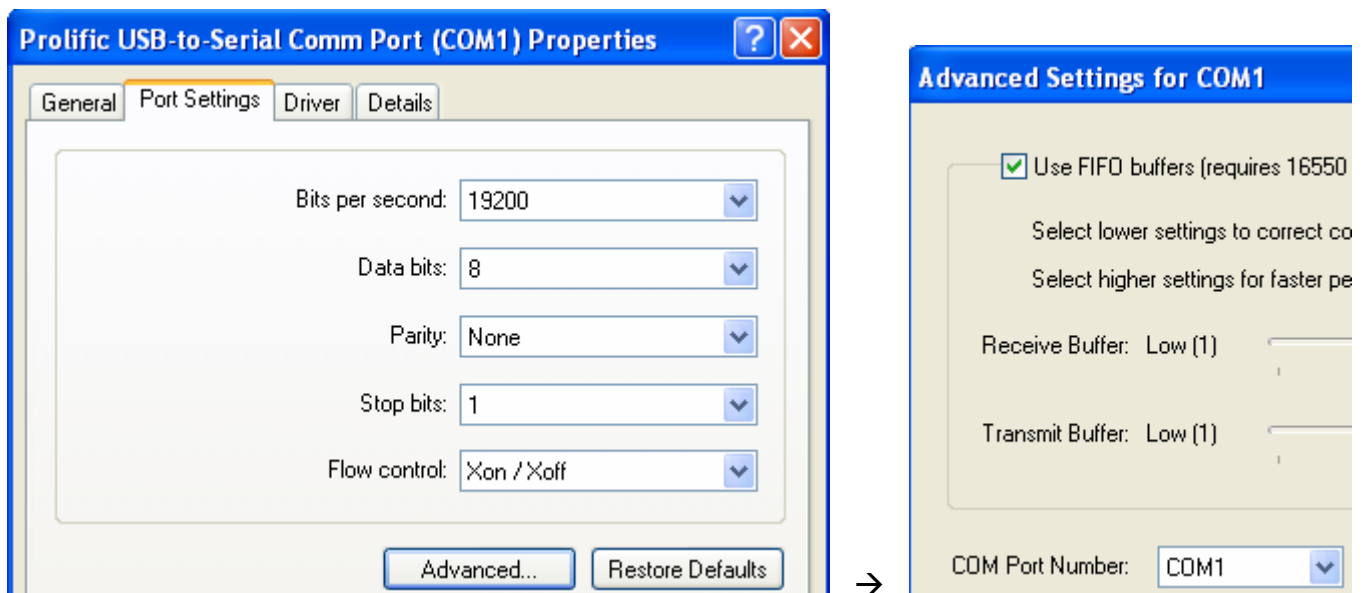 Prolific USB-to-Serial Comm Port (COM1) Properties
General Port Settings Driver Details
Bits per second: 19200
Data bits: 8
Parity: None
Stop bits: 1
Flow control: Xon / Xoff
Advanced... Restore Defaults
→
Advanced Settings for COM1
Use FIFO buffers (requires 16550
Select lower settings to correct co
Select higher settings for faster pe
Receive Buffer: Low (1)
Transmit Buffer: Low (1)
COM Port Number: COM1